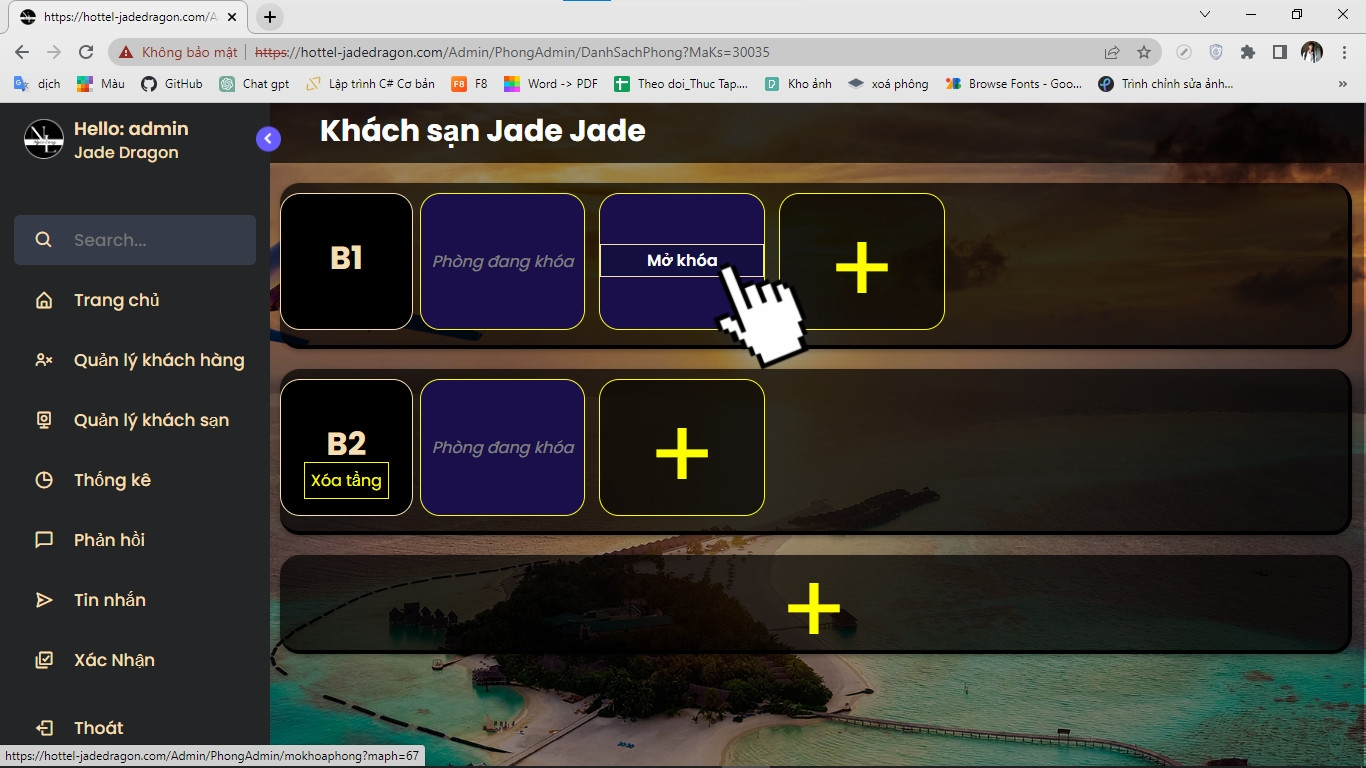 https://hottel-jadedragon.com/A
Không bảo mật
https://hottel-jadedragon.com/Admin/PhongAdmin/DanhSachPhong?MaKs=30035
dịch
Màu
GitHub
Chat gpt
Lập trình C# Cơ bản
F8
F8
Word -> PDF
Theo doi_Thuc Tap...
Kho ảnh
xoá phông
Browse Fonts - Goo...
Trình chỉnh sửa ảnh...
Hello: admin
Jade Dragon
Khách sạn Jade Jade
Search...
Trang chủ
Quản lý khách hàng
Quản lý khách sạn
Thống kê
Phản hồi
Tin nhắn
Xác Nhận
Thoát
B1
Phòng đang khóa
Mở khóa
B2
Xóa tầng
Phòng đang khóa
https://hottel-jadedragon.com/Admin/PhongAdmin/mokhoaphong?maph=67